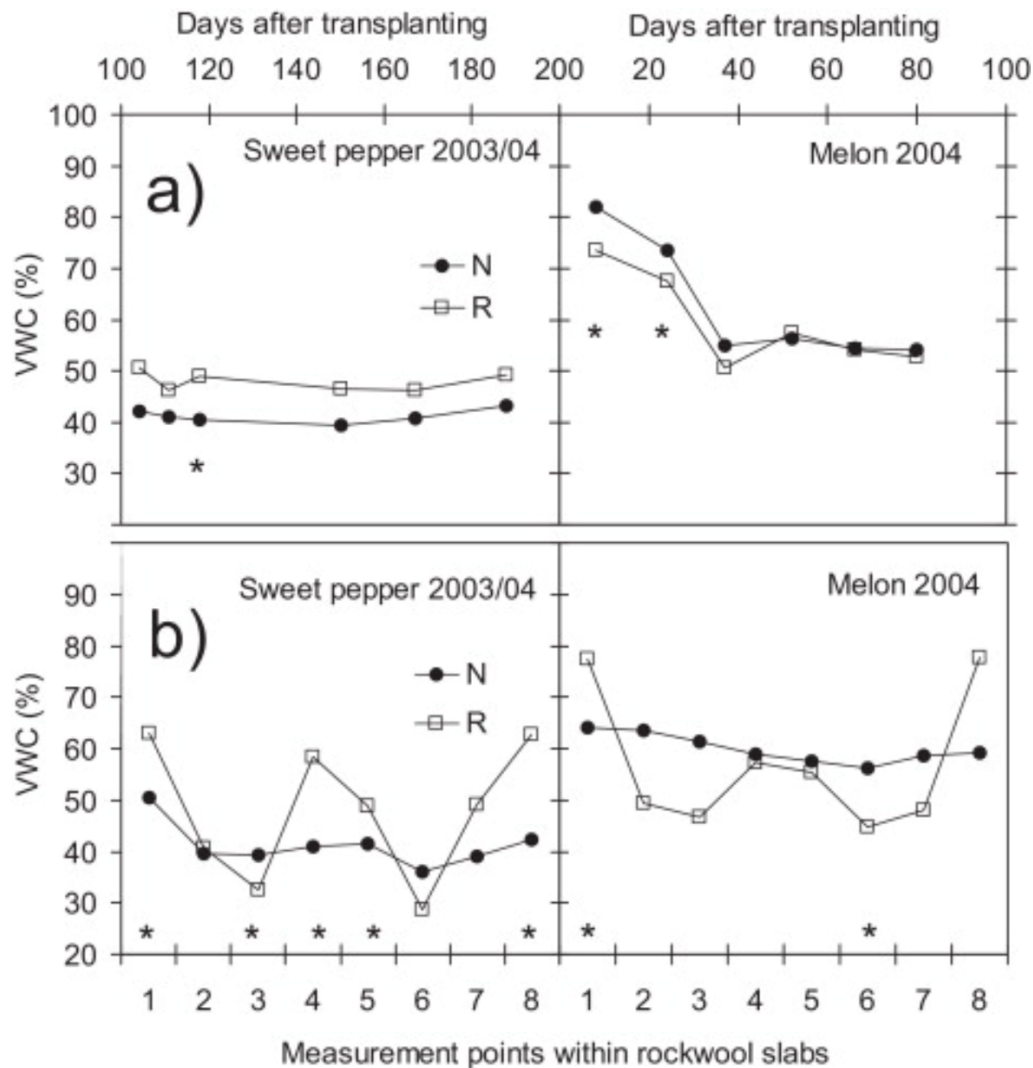 Days after transplanting
Days after transplanting
100 120 140 160 180 200 20 40 60 80 100
100
90
80
70
60
50
40
30
VWC (%)
a)
Sweet pepper 2003/04
N
R
*
Melon 2004
* *
90
80
70
60
50
40
30
20
VWC (%)
b)
Sweet pepper 2003/04
N
R
* * * * *
Melon 2004
* *
1 2 3 4 5 6 7 8 1 2 3 4 5 6 7 8
Measurement points within rockwool slabs